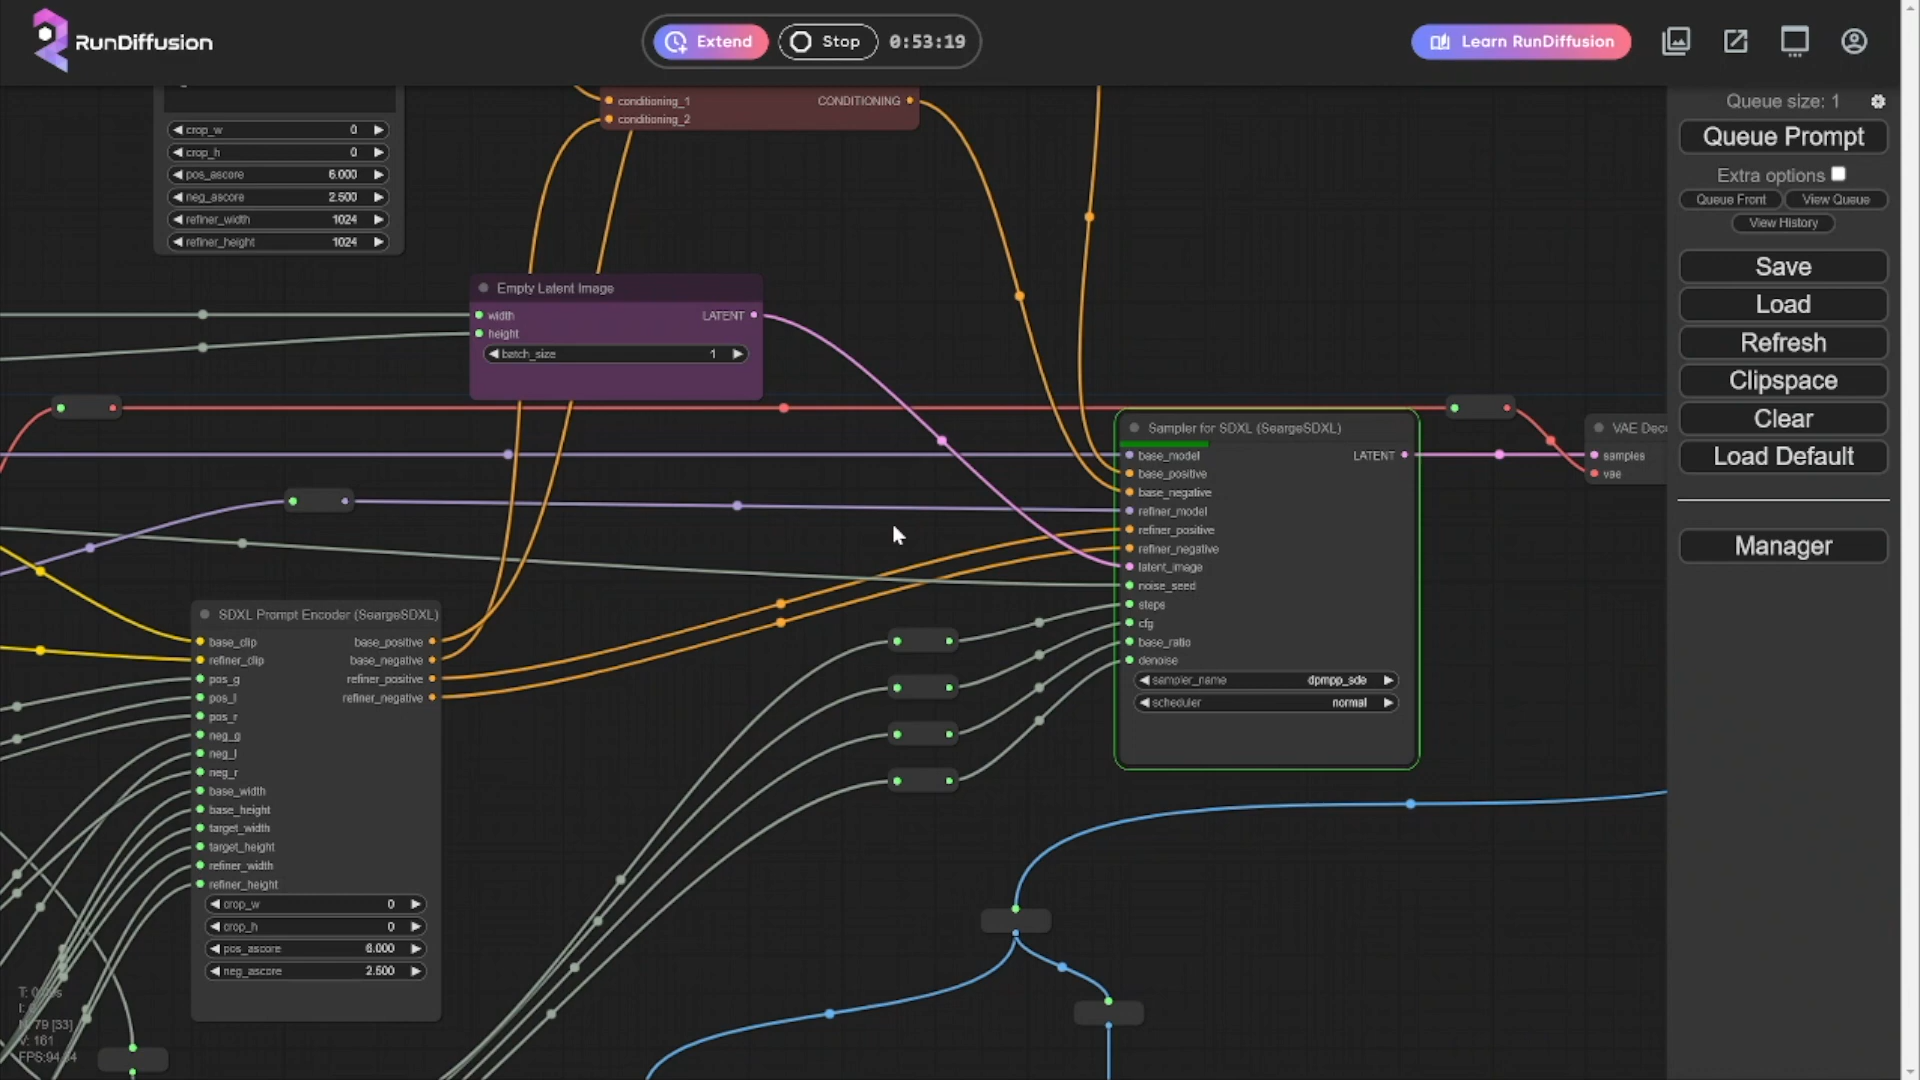 RunDiffusion
Extend
Stop
0:53:19
Learn RunDiffusion
conditioning_1
CONDITIONING
conditioning_2
crop_w 0
crop_h 0
pos_ascore 6.000
neg_ascore 2.500
refiner_width 1024
refiner_height 1024
Empty Latent Image
width
LATENT
height
batch_size 1
Sampler for SDXL (SeargeSDXL)
base_model
LATENT
base_positive
base_negative
refiner_model
refiner_positive
refiner_negative
latent_image
noise_seed
steps
cfg
base_ratio
denoise
sampler_name dpmpp_sde
scheduler normal
samples
vae
SDXL Prompt Encoder (SeargeSDXL)
base_clip
base_positive
refiner_clip
base_negative
pos_g
refiner_positive
pos_l
refiner_negative
pos_r
neg_g
neg_l
neg_r
base_width
base_height
target_width
target_height
refiner_width
refiner_height
crop_w 0
crop_h 0
pos_ascore 6.000
neg_ascore 2.500
V: 161
Queue size: 1
Queue Prompt
Extra options
Queue Front
View Queue
View History
Save
Load
Refresh
Clipspace
Clear
Load Default
Manager